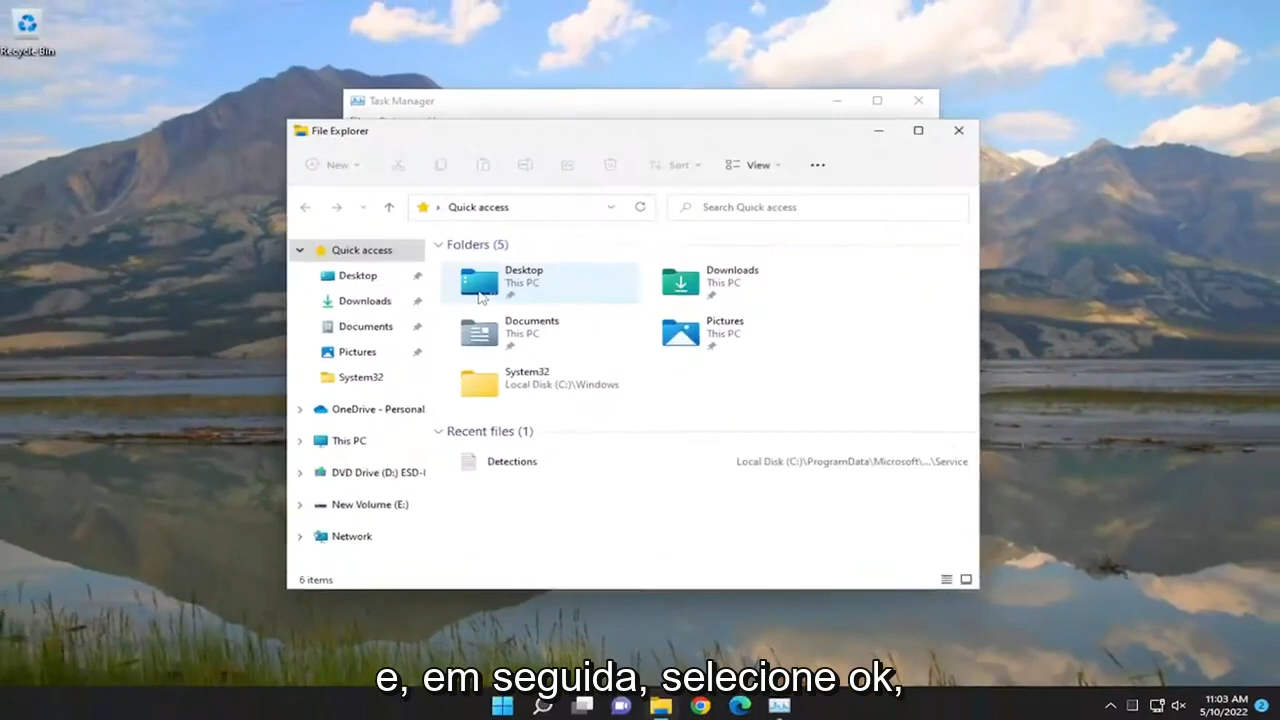 Recycle Bin
Task Manager
File Explorer
New
Sort
View
Quick access
Search Quick access
Quick access
Desktop
Downloads
Documents
Pictures
System32
OneDrive - Personal
This PC
DVD Drive (D:) ESD-I
New Volume (E:)
Network
Folders (5)
Desktop
This PC
Downloads
This PC
Documents
This PC
Pictures
This PC
System32
Local Disk (C:)\Windows
Recent files (1)
Detections
Local Disk (C:)\ProgramData\Microsoft\...\Service
6 items
e, em seguida, selecione ok,
11:03 AM
5/10/2022
2